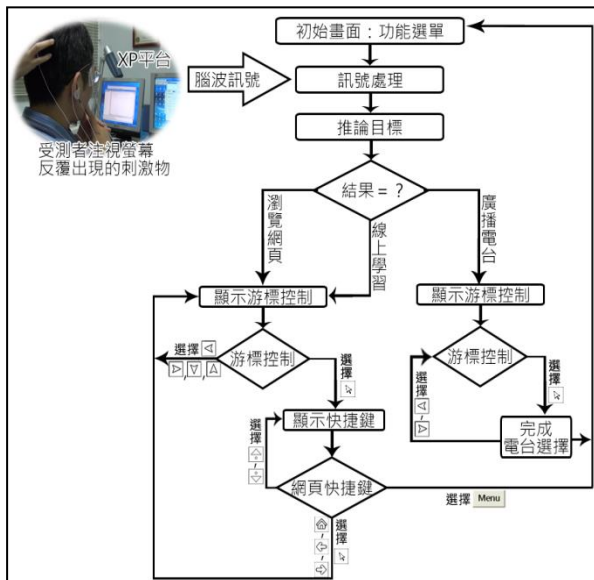 XP平台
受測者注視螢幕
反覆出現的刺激物
腦波訊號
初始畫面：功能選單
訊號處理
推論目標
結果=？
瀏覽網頁
線上學習
廣播電台
顯示游標控制
顯示游標控制
選擇
游標控制
選擇
顯示快捷鍵
選擇
網頁快捷鍵
選擇
游標控制
選擇
選擇
完成
電台選擇
選擇 Menu